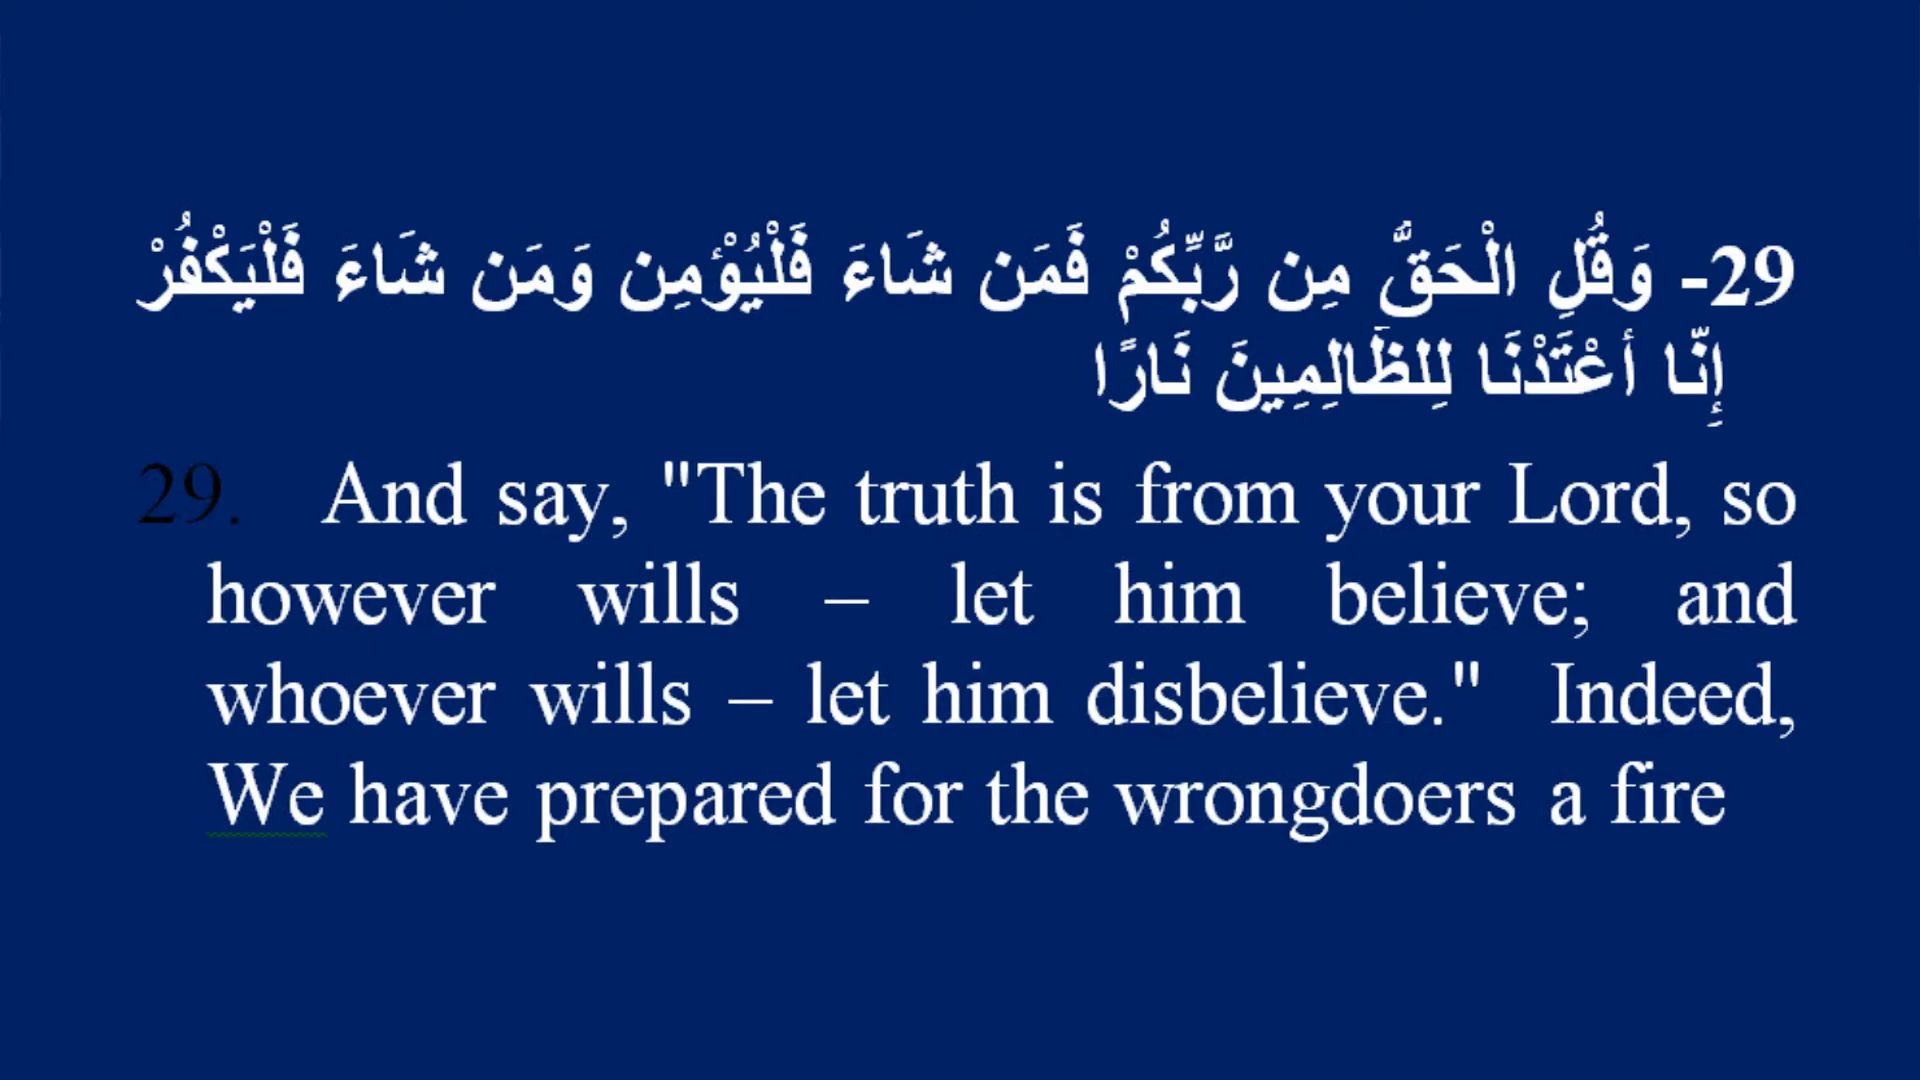 29- وَقُلِ الْحَقُّ مِن رَّبِّكُمْ فَمَن شَاءَ فَلْيُؤْمِن وَمَن شَاءَ فَلْيَكْفُرْ
إِنَّا أَعْتَدْنَا لِلظَّالِمِينَ نَارًا
29. And say, "The truth is from your Lord, so
however wills – let him believe; and
whoever wills – let him disbelieve." Indeed,
We have prepared for the wrongdoers a fire